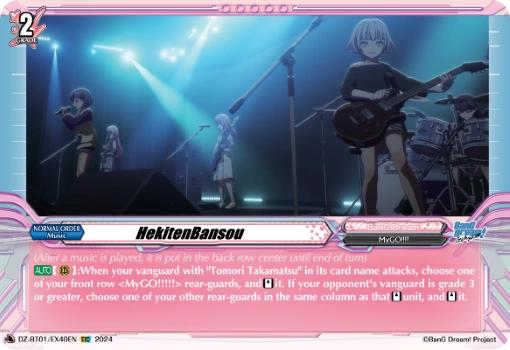 2
GRADE
NORMAL ORDER
Music
HekitenBansou
BanG Dream!
MyGO!!!!!
BanG Dream!
(After a music is played, it is put in the back row center until end of turn)
AUTO [R]:When your vanguard with "Tomori Takamatsu" in its card name attacks, choose one
of your front row <MyGO!!!!!> rear-guards, and it. If your opponent's vanguard is grade 3
or greater, choose one of your other rear-guards in the same column as that unit, and it.
DZ-BT01/EX40EN EX 2024
©BanG Dream! Project